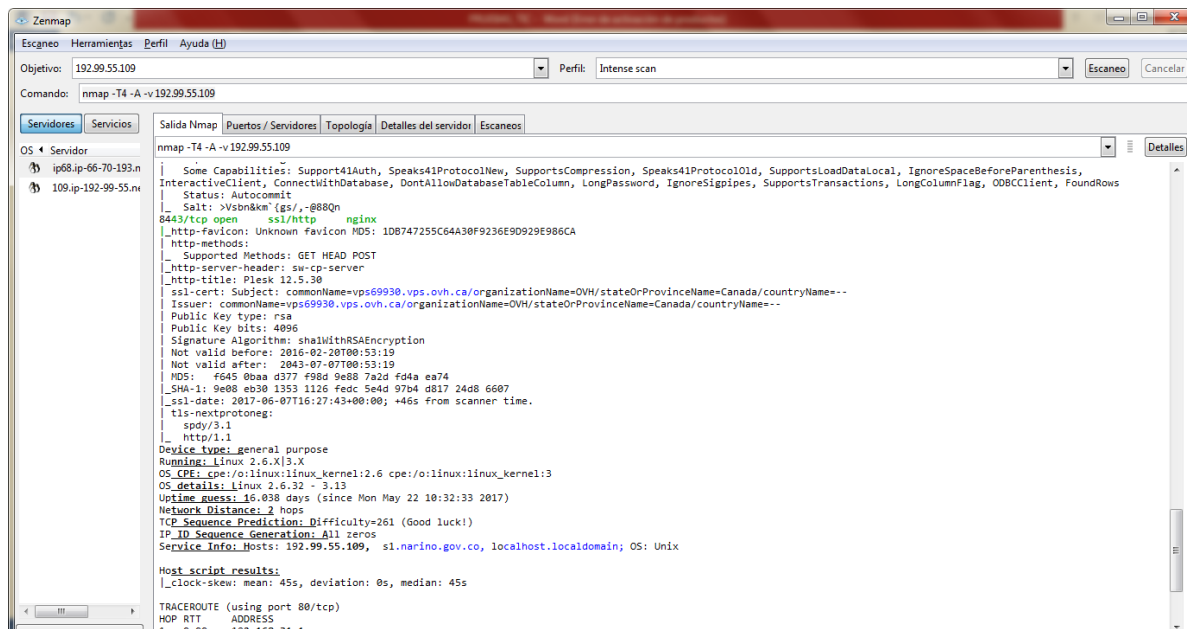 Zenmap
Escaneo Herramientas Perfil Ayuda (H)
Objetivo: 192.99.55.109 Perfil: Intense scan Escaneo Cancelar
Comando: nmap -T4 -A -v 192.99.55.109
Servidores Servicios Salida Nmap Puertos / Servidores Topología Detalles del servidor Escaneos
OS Servidor nmap -T4 -A -v 192.99.55.109 Detalles
ip68.ip-66-70-193.n
109.ip-192-99-55.ne
| Some Capabilities: Support41Auth, Speaks41ProtocolNew, SupportsCompression, Speaks41ProtocolOld, SupportsLoadDataLocal, IgnoreSpaceBeforeParenthesis,
InteractiveClient, ConnectWithDatabase, DontAllowDatabaseTableColumn, LongPassword, IgnoreSigpipes, SupportsTransactions, LongColumnFlag, ODBCClient, FoundRows
| Status: Autocommit
|_ Salt: >Vsbn&km`{gs/,-@88Qn
8443/tcp open ssl/http nginx
|_http-favicon: Unknown favicon MD5: 1DB747255C64A30F9236E9D929E986CA
| http-methods:
|_ Supported Methods: GET HEAD POST
|_http-server-header: sw-cp-server
|_http-title: Plesk 12.5.30
| ssl-cert: Subject: commonName=vps69930.vps.ovh.ca/organizationName=OVH/stateOrProvinceName=Canada/countryName=--
| Issuer: commonName=vps69930.vps.ovh.ca/organizationName=OVH/stateOrProvinceName=Canada/countryName=--
| Public Key type: rsa
| Public Key bits: 4096
| Signature Algorithm: sha1WithRSAEncryption
| Not valid before: 2016-02-20T00:53:19
| Not valid after: 2043-07-07T00:53:19
| MD5: f645 0baa d377 f98d 9e88 7a2d fd4a ea74
|_SHA-1: 9e08 eb30 1353 1126 fedc 5e4d 97b4 d817 24d8 6607
|_ssl-date: 2017-06-07T16:27:43+00:00; +46s from scanner time.
| tls-nextprotoneg:
| spdy/3.1
|_ http/1.1
Device type: general purpose
Running: Linux 2.6.X|3.X
OS CPE: cpe:/o:linux:linux_kernel:2.6 cpe:/o:linux:linux_kernel:3
OS details: Linux 2.6.32 - 3.13
Uptime guess: 16.038 days (since Mon May 22 10:32:33 2017)
Network Distance: 2 hops
TCP Sequence Prediction: Difficulty=261 (Good luck!)
IP ID Sequence Generation: All zeros
Service Info: Hosts: 192.99.55.109, s1.narino.gov.co, localhost.localdomain; OS: Unix
Host script results:
|_clock-skew: mean: 45s, deviation: 0s, median: 45s
TRACEROUTE (using port 80/tcp)
HOP RTT ADDRESS